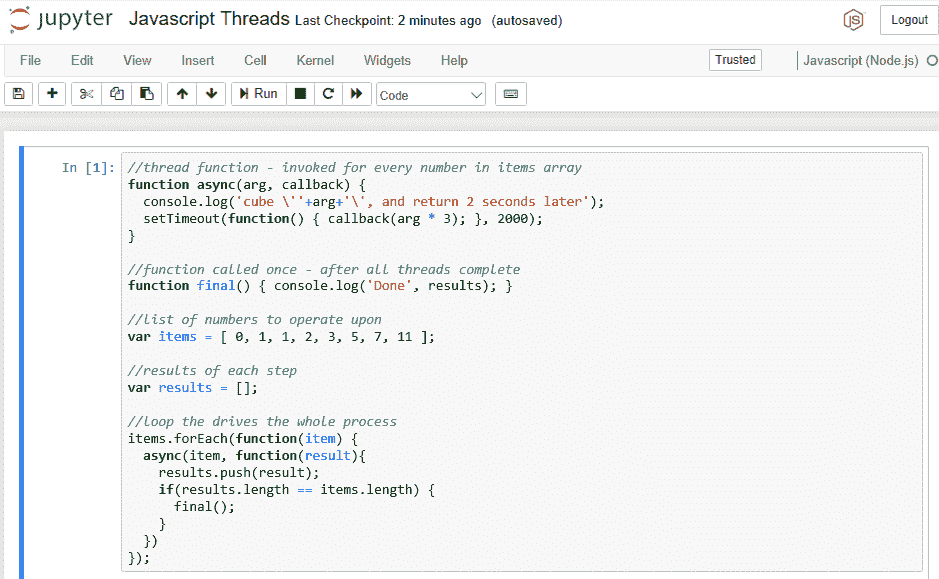 jupyter Javascript Threads Last Checkpoint: 2 minutes ago (autosaved) JS Logout
File Edit View Insert Cell Kernel Widgets Help Trusted Javascript (Node.js)
Run Code
In [1]: //thread function - invoked for every number in items array
function async(arg, callback) {
  console.log('cube \''+arg+'\', and return 2 seconds later');
  setTimeout(function() { callback(arg * 3); }, 2000);
}

//function called once - after all threads complete
function final() { console.log('Done', results); }

//list of numbers to operate upon
var items = [ 0, 1, 1, 2, 3, 5, 7, 11 ];

//results of each step
var results = [];

//loop the drives the whole process
items.forEach(function(item) {
  async(item, function(result){
    results.push(result);
    if(results.length == items.length) {
      final();
    }
  })
});